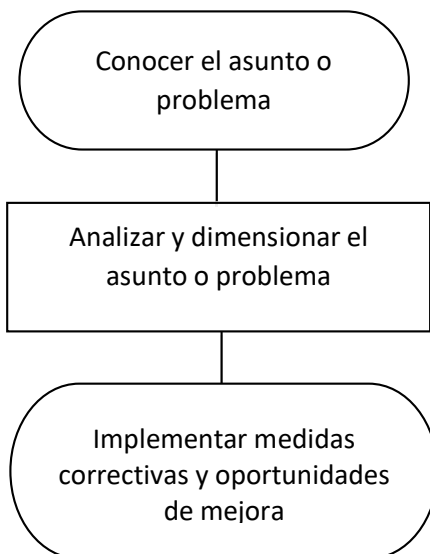 Conocer el asunto o
problema
Analizar y dimensionar el
asunto o problema
Implementar medidas
correctivas y oportunidades
de mejora